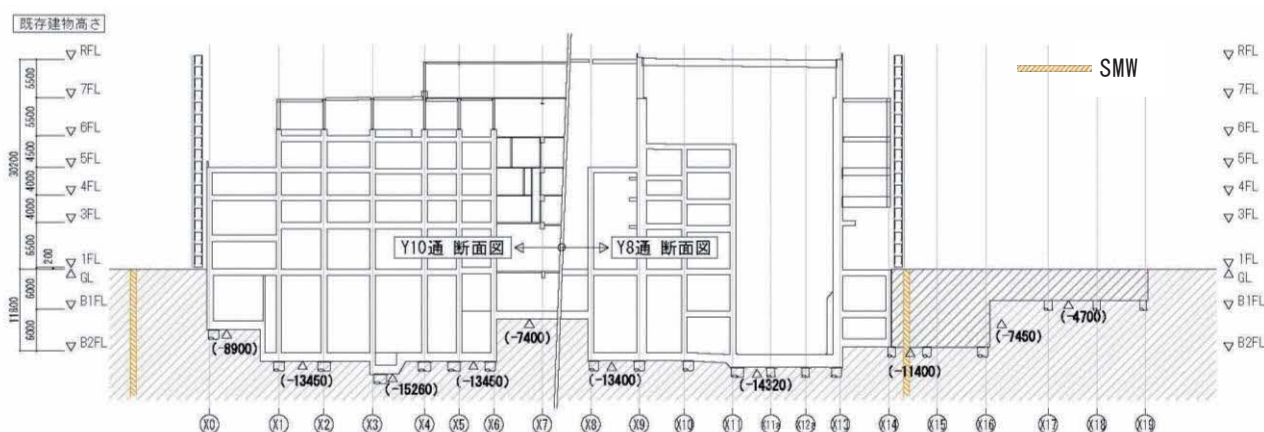 既存建物高さ
RFL
7FL
6FL
5FL
4FL
3FL
1FL
GL
B1FL
B2FL
5500
5500
4500
4000
4000
6500
200
6000
6000
30200
11800
SMW
RFL
7FL
6FL
5FL
4FL
3FL
1FL
GL
B1FL
B2FL
Y10通 断面図
Y8通 断面図
(-8900)
(-13450)
(-15260)
(-13450)
(-7400)
(-13400)
(-14320)
(-11400)
(-7450)
(-4700)
X0 X1 X2 X3 X4 X5 X6 X7 X8 X9 X10 X11 X13 X14 X15 X16 X17 X18 X19